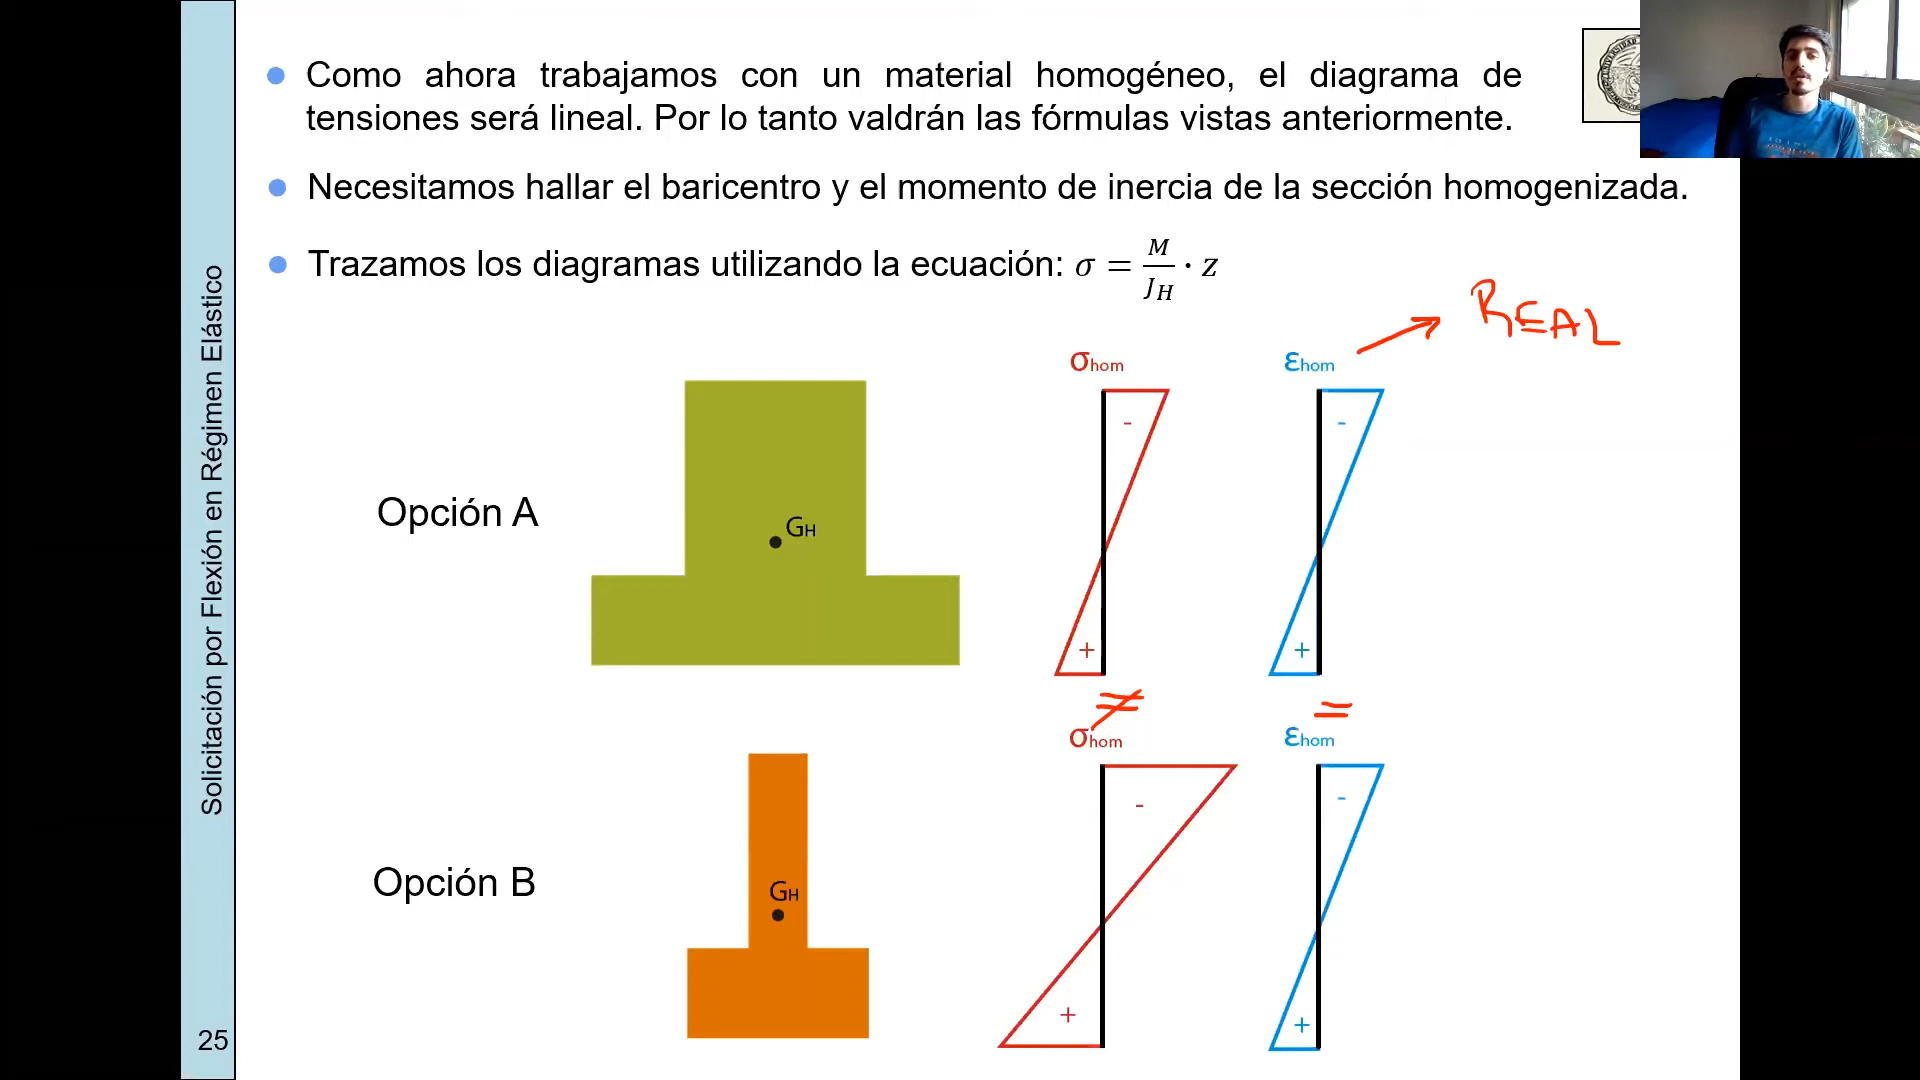 Como ahora trabajamos con un material homogéneo, el diagrama de
tensiones será lineal. Por lo tanto valdrán las fórmulas vistas anteriormente.
Necesitamos hallar el baricentro y el momento de inercia de la sección homogenizada.
Trazamos los diagramas utilizando la ecuación: σ = M/J_H · z
REAL
σhom
εhom
-
-
Opción A
GH
+
+
≠
=
σhom
εhom
-
-
Opción B
GH
+
+
Solicitación por Flexión en Régimen Elástico
25